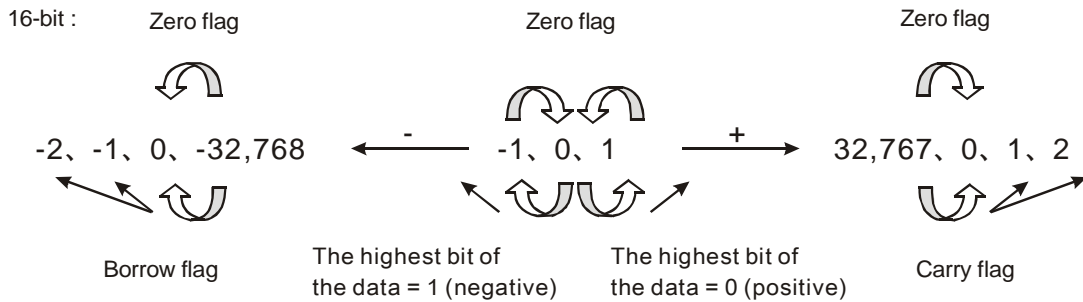 16-bit :
Zero flag
Zero flag
Zero flag
-2、-1、0、-32,768
-
-1、0、1
+
32,767、0、1、2
Borrow flag
The highest bit of
the data = 1 (negative)
The highest bit of
the data = 0 (positive)
Carry flag